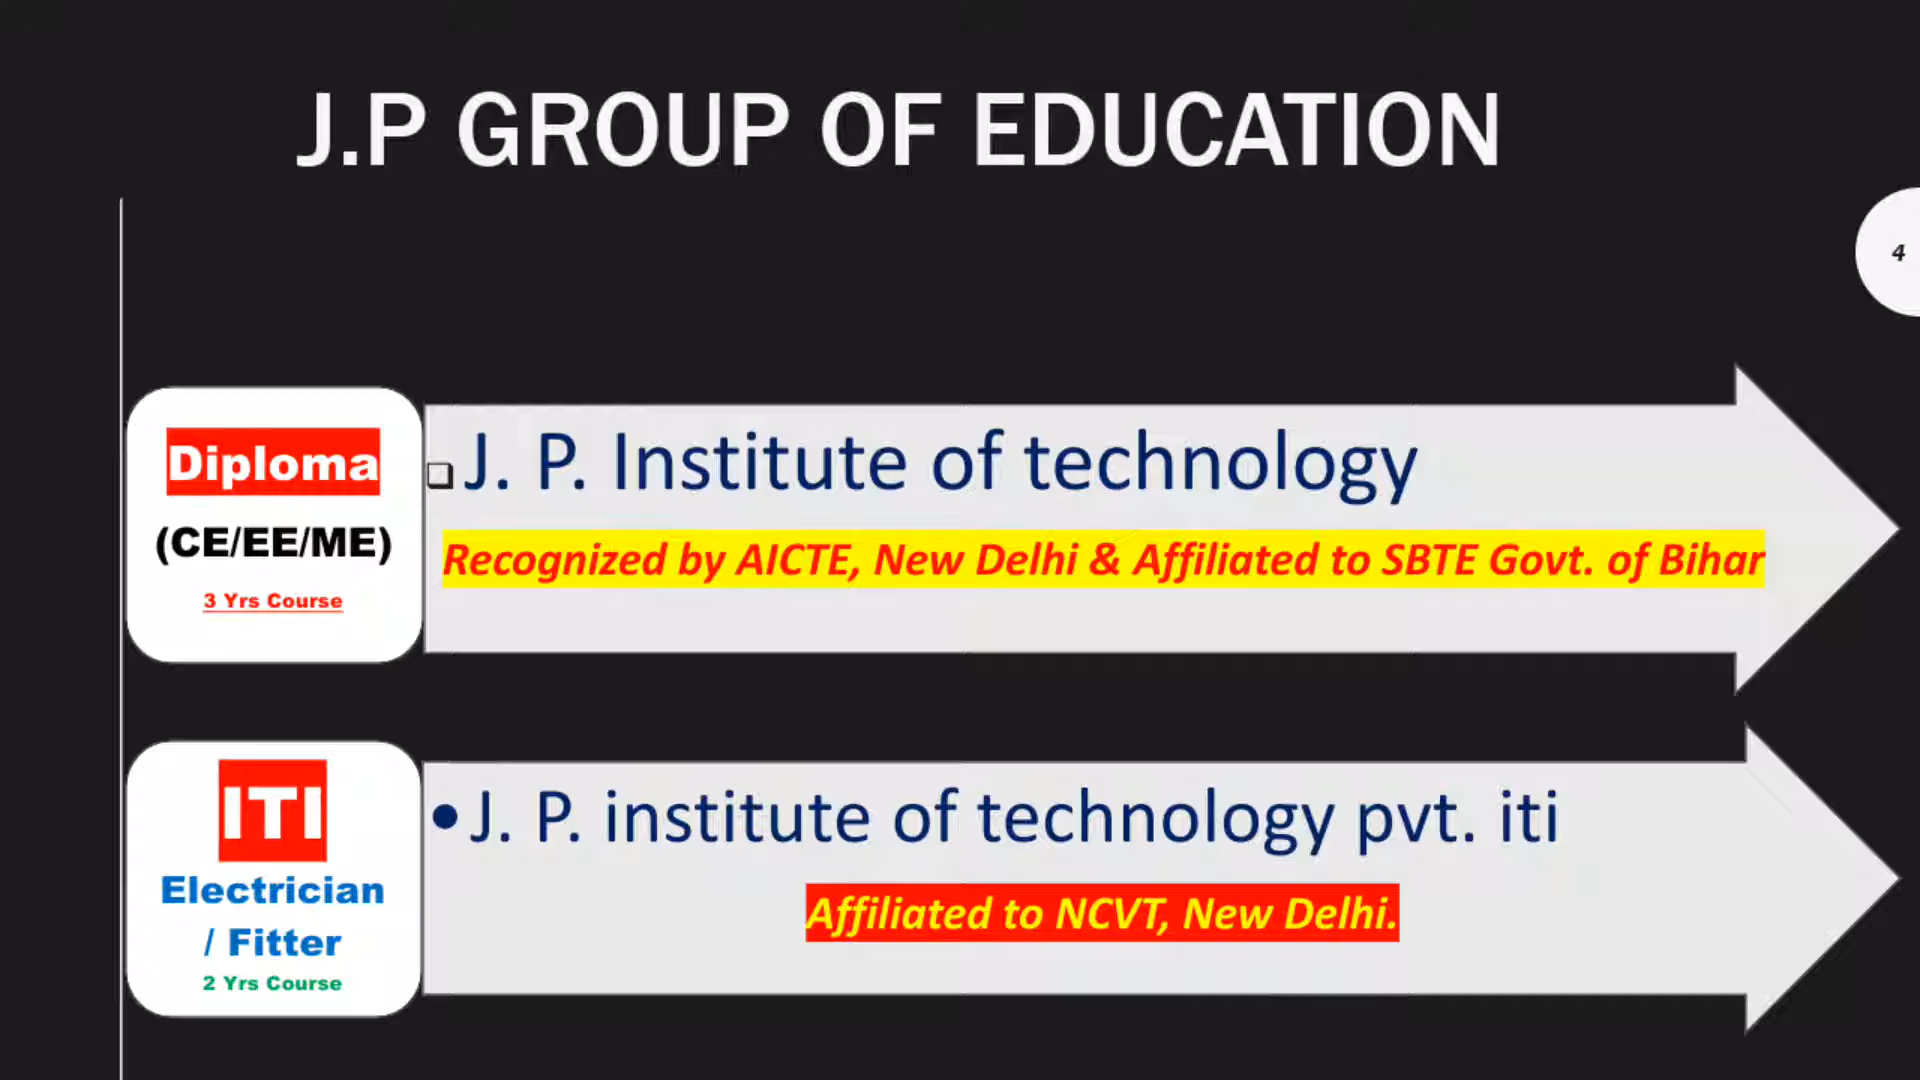 J.P GROUP OF EDUCATION
4
Diploma
(CE/EE/ME)
3 Yrs Course
J. P. Institute of technology
Recognized by AICTE, New Delhi & Affiliated to SBTE Govt. of Bihar
ITI
Electrician
/ Fitter
2 Yrs Course
•J. P. institute of technology pvt. iti
Affiliated to NCVT, New Delhi.